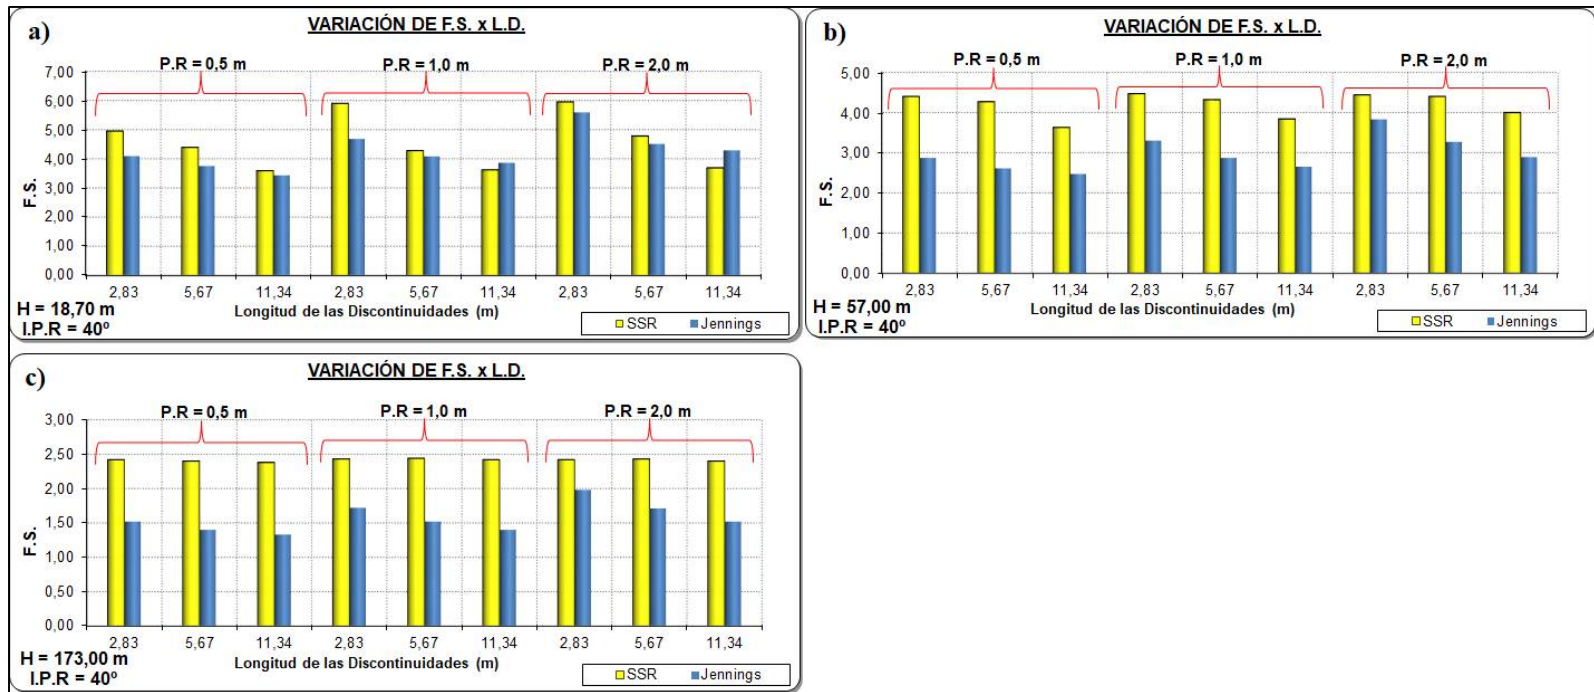 a)
VARIACIÓN DE F.S. x L.D.
P.R = 0,5 m
P.R = 1,0 m
P.R = 2,0 m
7,00
6,00
5,00
4,00
3,00
2,00
1,00
0,00
F.S.
2,83 5,67 11,34 2,83 5,67 11,34 2,83 5,67 11,34
Longitud de las Discontinuidades (m)
H = 18,70 m
I.P.R = 40º
SSR Jennings
b)
VARIACIÓN DE F.S. x L.D.
P.R = 0,5 m
P.R = 1,0 m
P.R = 2,0 m
5,00
4,00
3,00
2,00
1,00
0,00
F.S.
2,83 5,67 11,34 2,83 5,67 11,34 2,83 5,67 11,34
Longitud de las Discontinuidades (m)
H = 57,00 m
I.P.R = 40º
SSR Jennings
c)
VARIACIÓN DE F.S. x L.D.
P.R = 0,5 m
P.R = 1,0 m
P.R = 2,0 m
3,00
2,50
2,00
1,50
1,00
0,50
0,00
F.S.
2,83 5,67 11,34 2,83 5,67 11,34 2,83 5,67 11,34
Longitud de las Discontinuidades (m)
H = 173,00 m
I.P.R = 40º
SSR Jennings